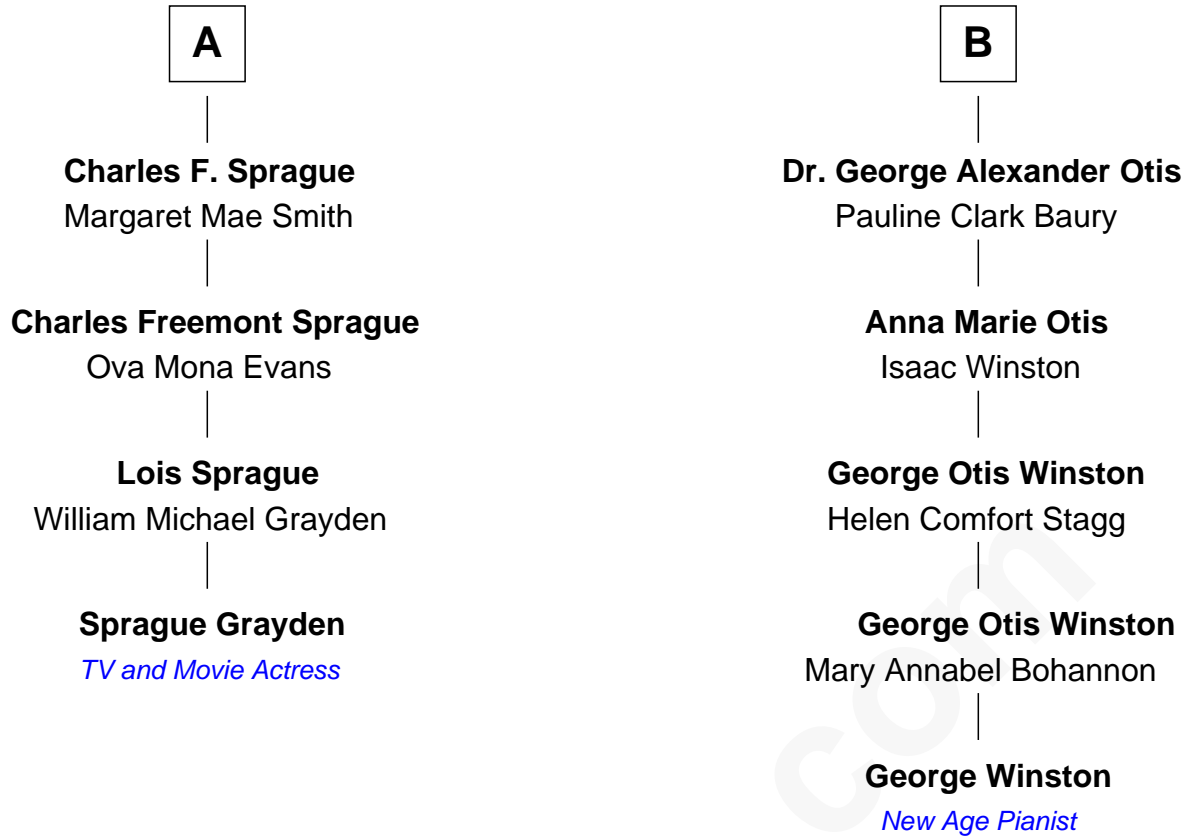 A
Charles F. Sprague
Margaret Mae Smith
Charles Freemont Sprague
Ova Mona Evans
Lois Sprague
William Michael Grayden
Sprague Grayden
TV and Movie Actress
B
Dr. George Alexander Otis
Pauline Clark Baury
Anna Marie Otis
Isaac Winston
George Otis Winston
Helen Comfort Stagg
George Otis Winston
Mary Annabel Bohannon
George Winston
New Age Pianist
com